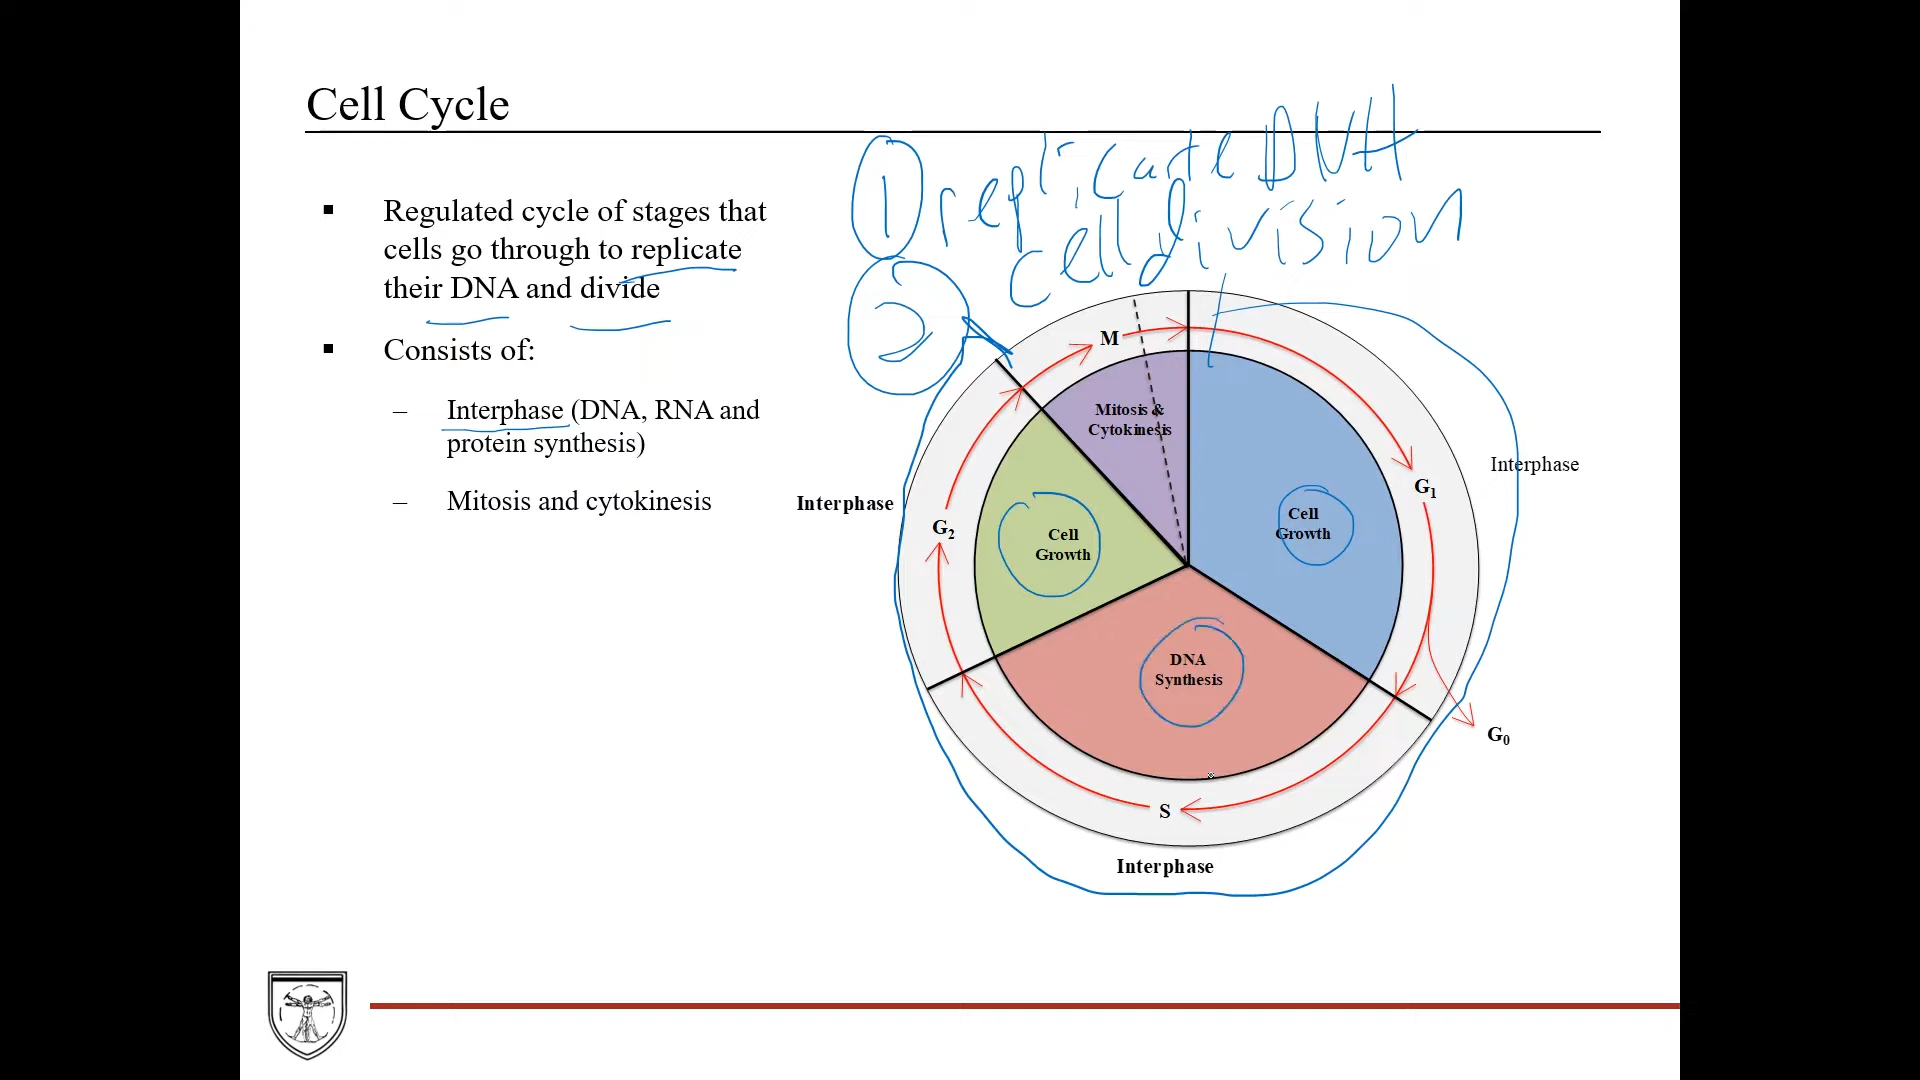 Cell Cycle
▪ Regulated cycle of stages that
cells go through to replicate
their DNA and divide
▪ Consists of:
– Interphase (DNA, RNA and
protein synthesis)
– Mitosis and cytokinesis
1 replicate DNA
2 cell division
M
Mitosis &
Cytokinesis
Interphase
G₁
Cell
Growth
Interphase
G₂
Cell
Growth
DNA
Synthesis
G₀
S
Interphase